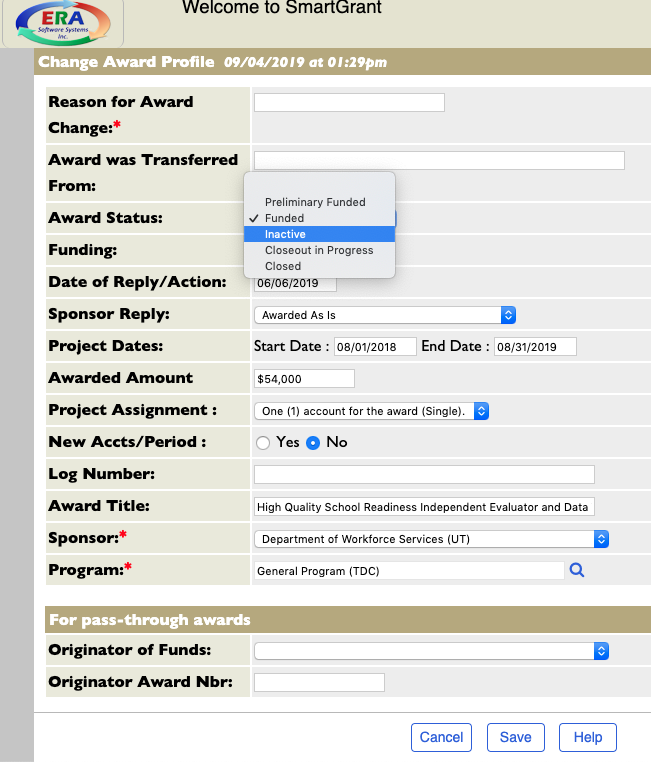 ERA
Software Systems
Inc.
Welcome to SmartGrant
Change Award Profile 09/04/2019 at 01:29pm
Reason for Award
Change:*
Award was Transferred
From:
Award Status:
Preliminary Funded
✓ Funded
Inactive
Closeout in Progress
Closed
Funding:
Date of Reply/Action: 06/06/2019
Sponsor Reply: Awarded As Is
Project Dates: Start Date : 08/01/2018 End Date : 08/31/2019
Awarded Amount $54,000
Project Assignment : One (1) account for the award (Single).
New Accts/Period : Yes No
Log Number:
Award Title: High Quality School Readiness Independent Evaluator and Data
Sponsor:* Department of Workforce Services (UT)
Program:* General Program (TDC)
For pass-through awards
Originator of Funds:
Originator Award Nbr:
Cancel Save Help